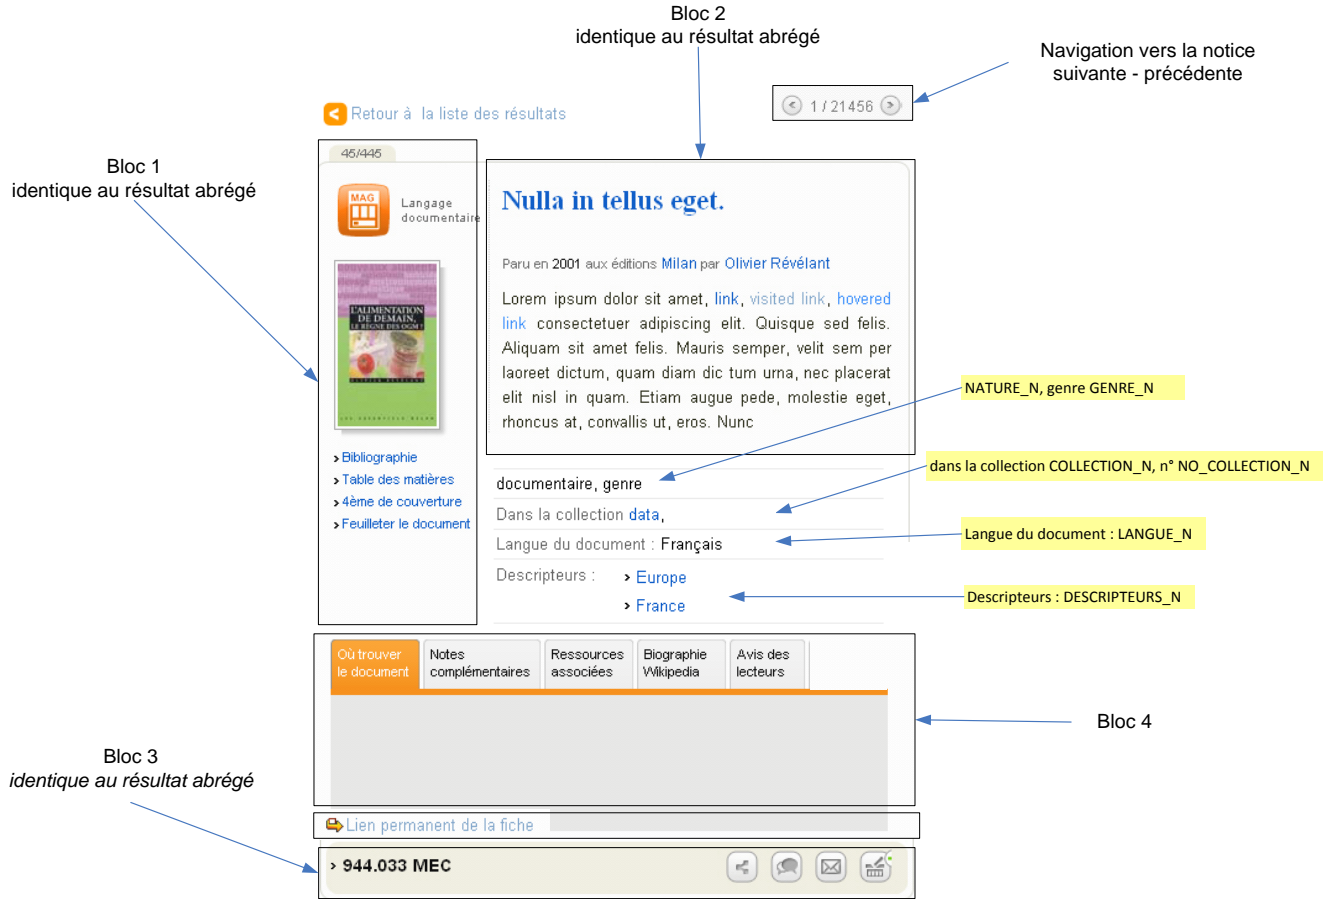 Bloc 2
identique au résultat abrégé
Navigation vers la notice
suivante - précédente
Retour à la liste des résultats
1 / 21456
Bloc 1
identique au résultat abrégé
45/445
MAG
Langage
documentaire
L'ALIMENTATION
DE DEMAIN,
LE RÈGNE DES OGM ?
Bibliographie
Table des matières
4ème de couverture
Feuilleter le document
Nulla in tellus eget.
Paru en 2001 aux éditions Milan par Olivier Révélant
Lorem ipsum dolor sit amet, link, visited link, hovered
link consectetuer adipiscing elit. Quisque sed felis.
Aliquam sit amet felis. Mauris semper, velit sem per
laoreet dictum, quam diam dic tum urna, nec placerat
elit nisl in quam. Etiam augue pede, molestie eget,
rhoncus at, convallis ut, eros. Nunc
NATURE_N, genre GENRE_N
documentaire, genre
dans la collection COLLECTION_N, n° NO_COLLECTION_N
Dans la collection data,
Langue du document : Français
Langue du document : LANGUE_N
Descripteurs :
Europe
France
Descripteurs : DESCRIPTEURS_N
Où trouver
le document
Notes
complémentaires
Ressources
associées
Biographie
Wikipedia
Avis des
lecteurs
Bloc 4
Bloc 3
identique au résultat abrégé
Lien permanent de la fiche
944.033 MEC